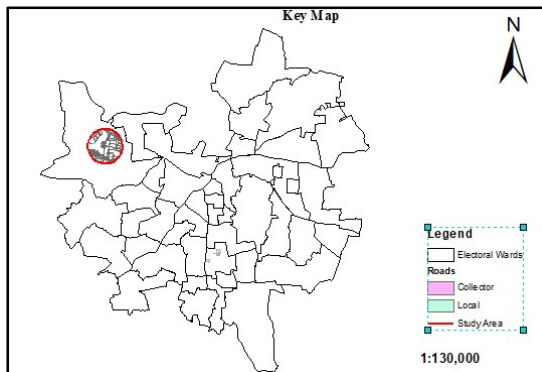 Key Map
N
Legend
Electoral Wards
Roads
Collector
Local
Study Area
1:130,000